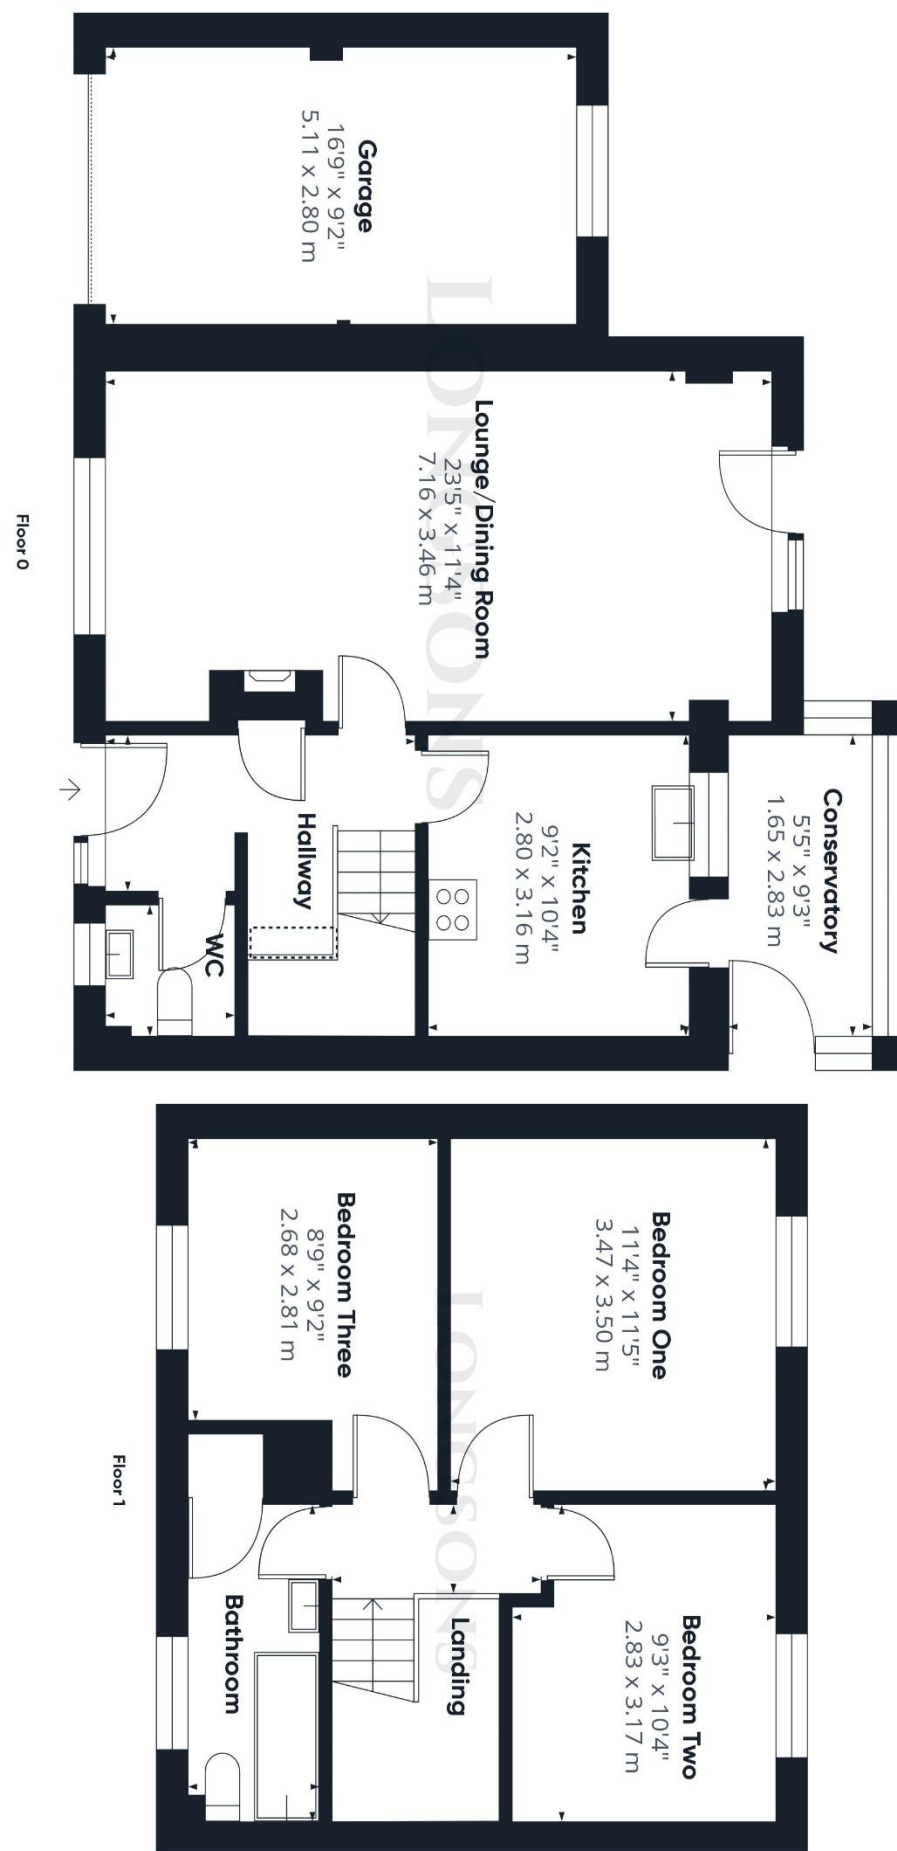 Garage
16'9" x 9'2"
5.11 x 2.80 m
Lounge/Dining Room
23'5" x 11'4"
7.16 x 3.46 m
Conservatory
5'5" x 9'3"
1.65 x 2.83 m
Kitchen
9'2" x 10'4"
2.80 x 3.16 m
Hallway
WC
LONGSONS
Floor 0
Bedroom One
11'4" x 11'5"
3.47 x 3.50 m
Bedroom Two
9'3" x 10'4"
2.83 x 3.17 m
Bedroom Three
8'9" x 9'2"
2.68 x 2.81 m
Landing
Bathroom
LONGSONS
Floor 1